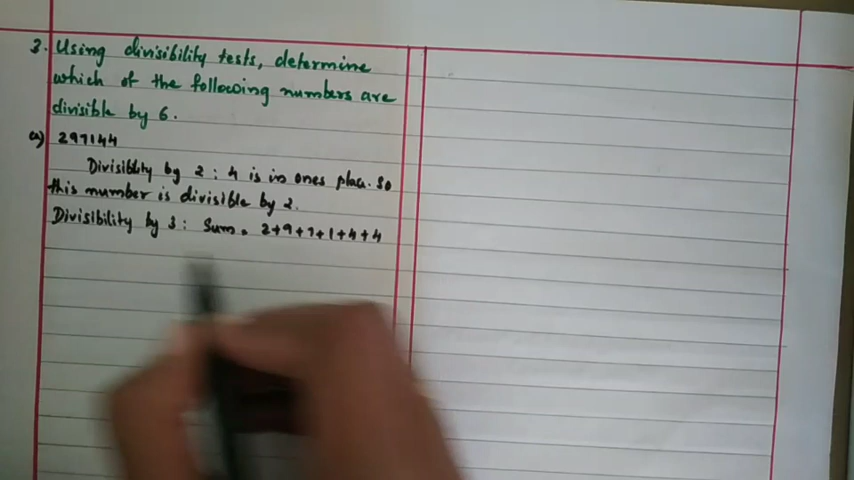 3. Using divisibility tests, determine
which of the following numbers are
divisible by 6.
a) 297144
Divisiblity by 2 : 4 is in ones place. So
this number is divisible by 2.
Divisibility by 3 : Sum = 2+9+7+1+4+4